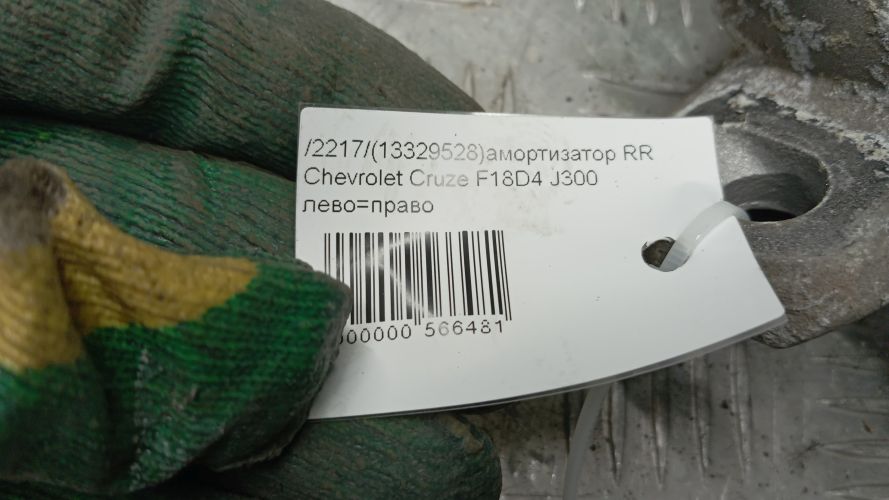 /2217/(13329528)амортизатор RR
Chevrolet Cruze F18D4 J300
лево=право
000000 566481